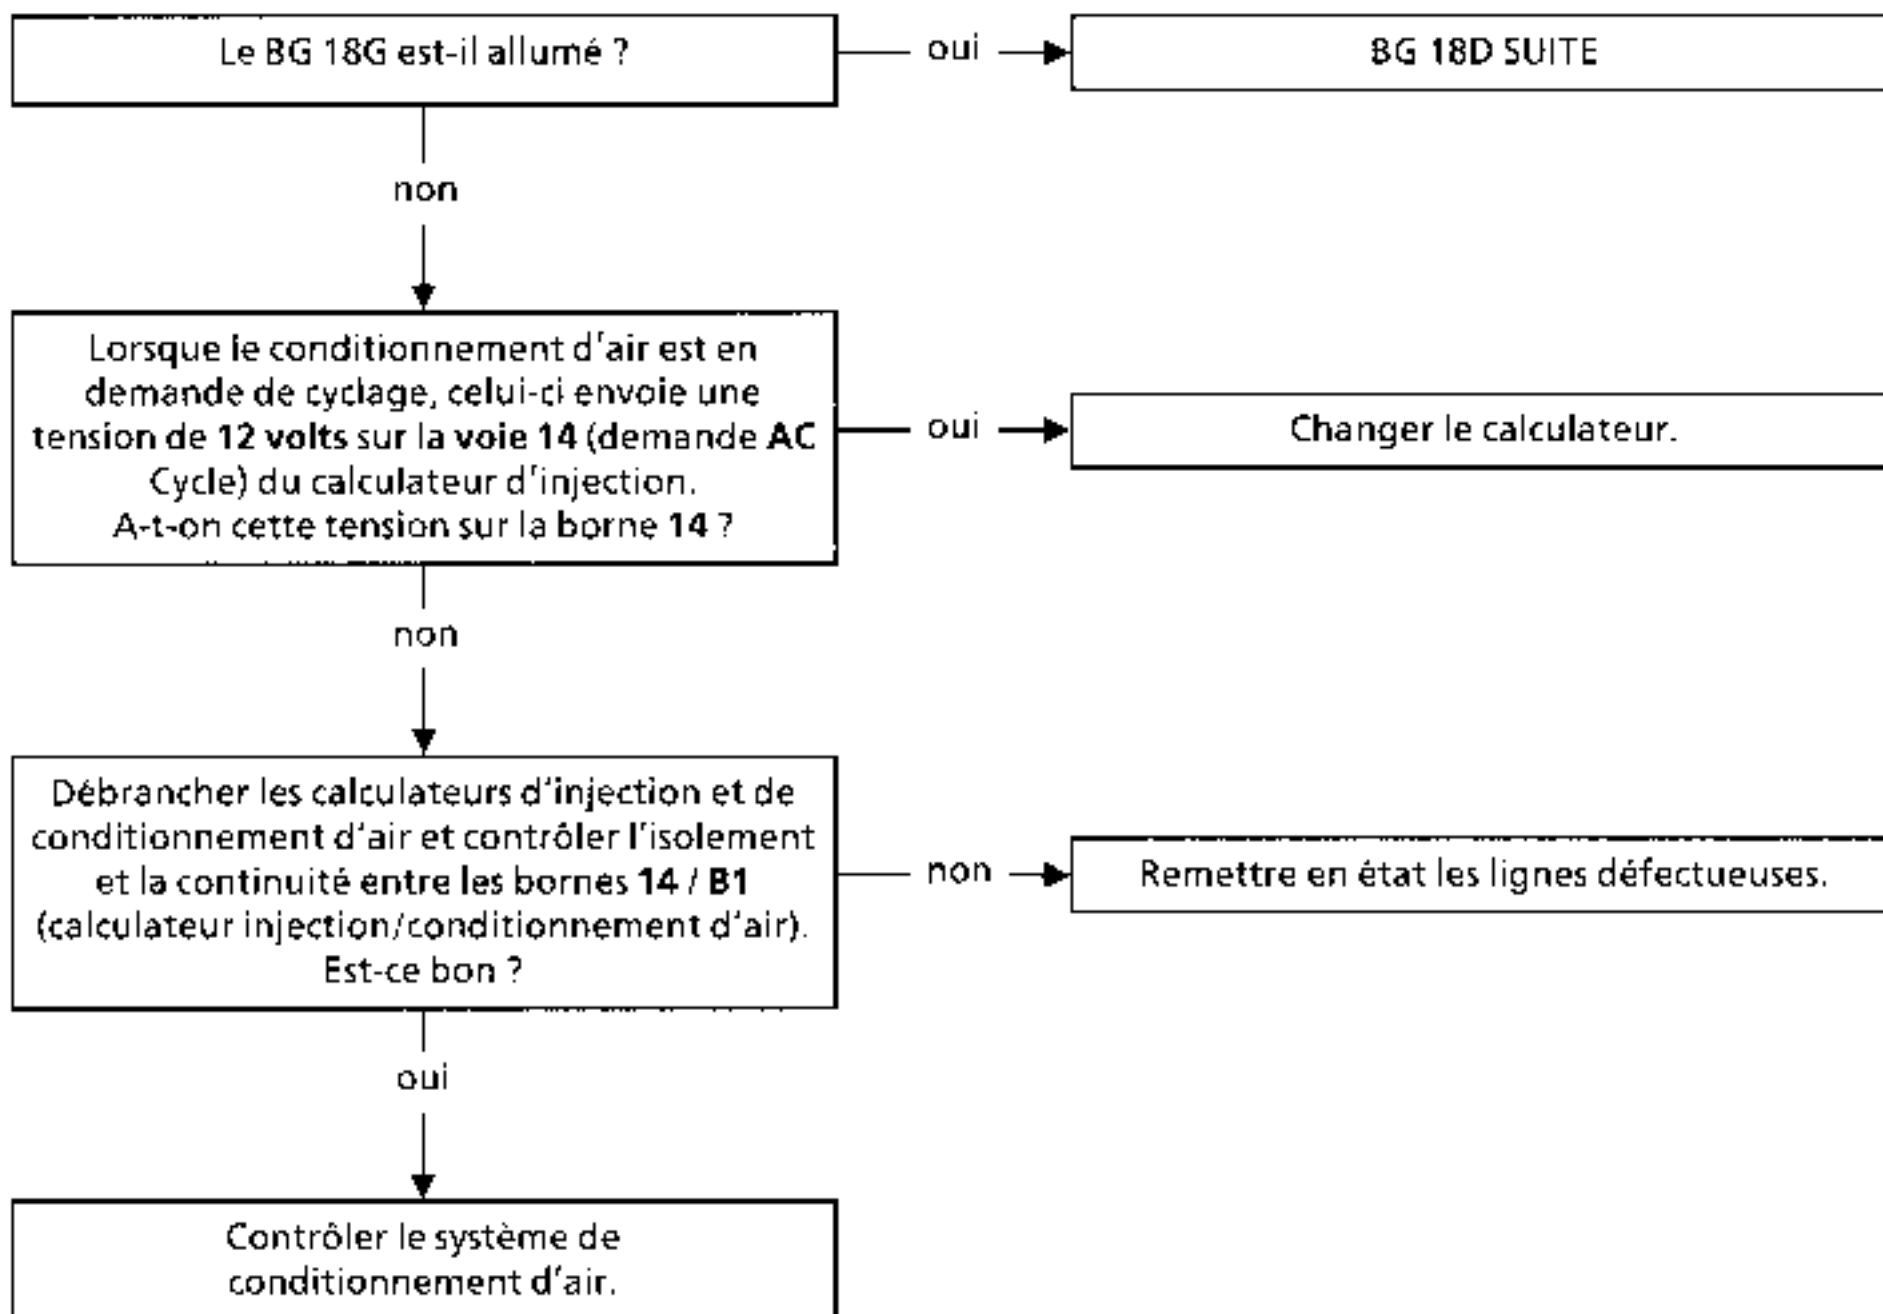 Le BG 18G est-il allumé ?
oui
BG 18D SUITE
non
Lorsque le conditionnement d'air est en
demande de cyclage, celui-ci envoie une
tension de 12 volts sur la voie 14 (demande AC
Cycle) du calculateur d'injection.
A-t-on cette tension sur la borne 14 ?
oui
Changer le calculateur.
non
Débrancher les calculateurs d'injection et de
conditionnement d'air et contrôler l'isolement
et la continuité entre les bornes 14 / B1
(calculateur injection/conditionnement d'air).
Est-ce bon ?
non
Remettre en état les lignes défectueuses.
oui
Contrôler le système de
conditionnement d'air.